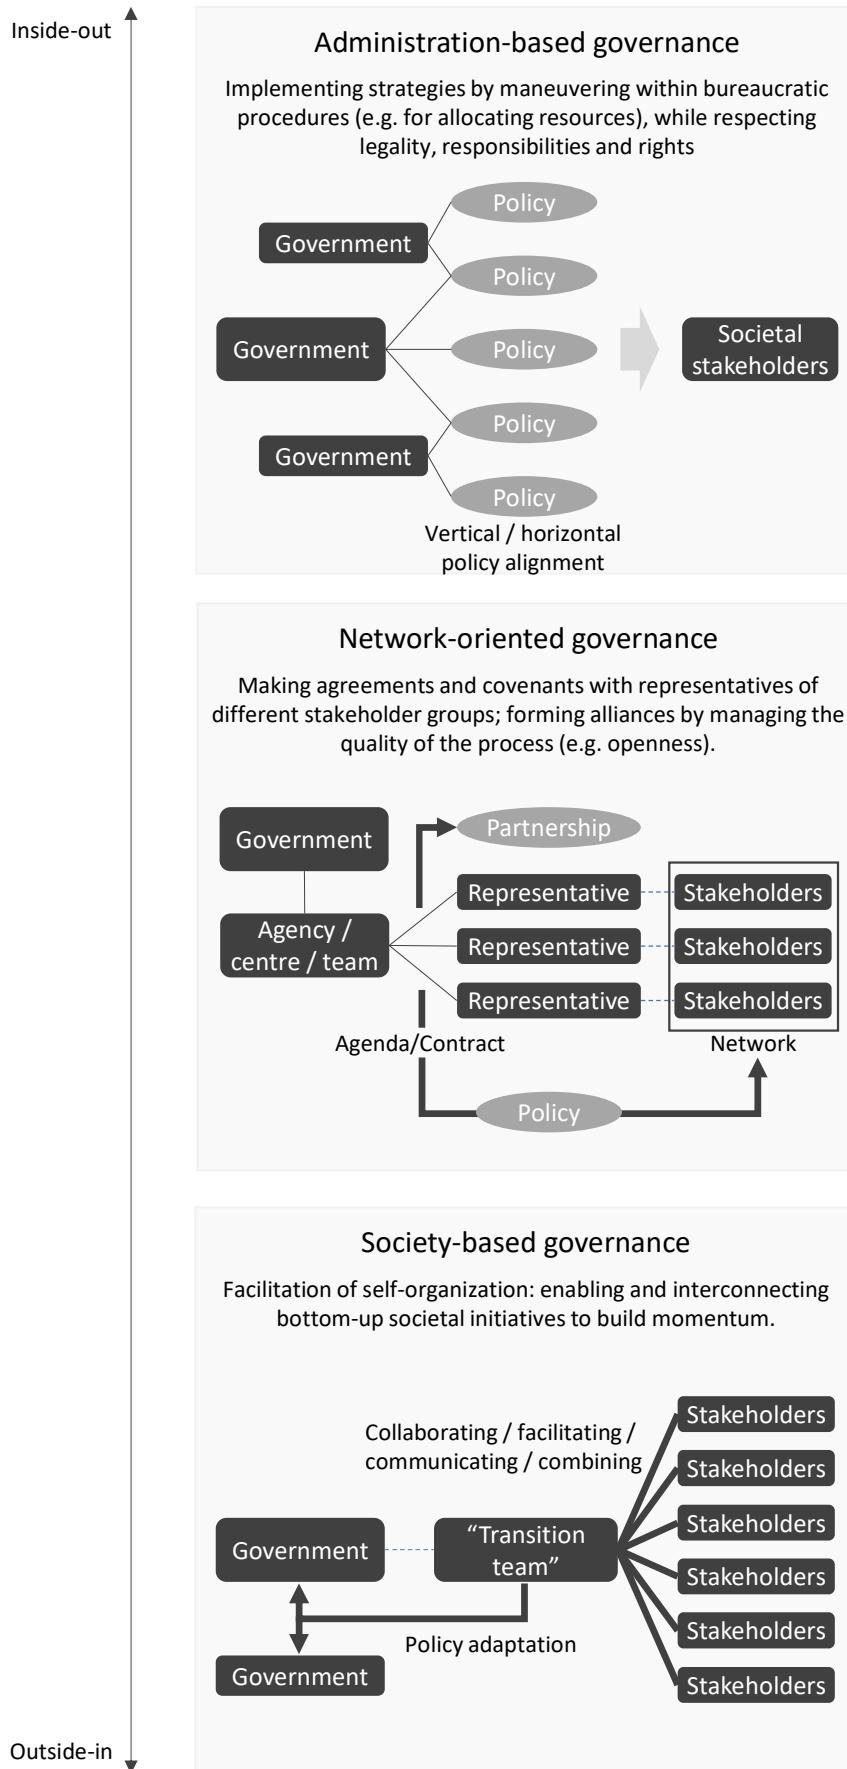 Inside-out
Administration-based governance
Implementing strategies by maneuvering within bureaucratic
procedures (e.g. for allocating resources), while respecting
legality, responsibilities and rights
Policy
Government
Policy
Government
Policy
Societal
stakeholders
Policy
Government
Policy
Vertical / horizontal
policy alignment
Network-oriented governance
Making agreements and covenants with representatives of
different stakeholder groups; forming alliances by managing the
quality of the process (e.g. openness).
Government
Partnership
Representative
Stakeholders
Agency /
centre / team
Representative
Stakeholders
Representative
Stakeholders
Agenda/Contract
Network
Policy
Society-based governance
Facilitation of self-organization: enabling and interconnecting
bottom-up societal initiatives to build momentum.
Collaborating / facilitating /
communicating / combining
Stakeholders
Stakeholders
Stakeholders
Government
“Transition
team”
Stakeholders
Stakeholders
Policy adaptation
Government
Stakeholders
Outside-in